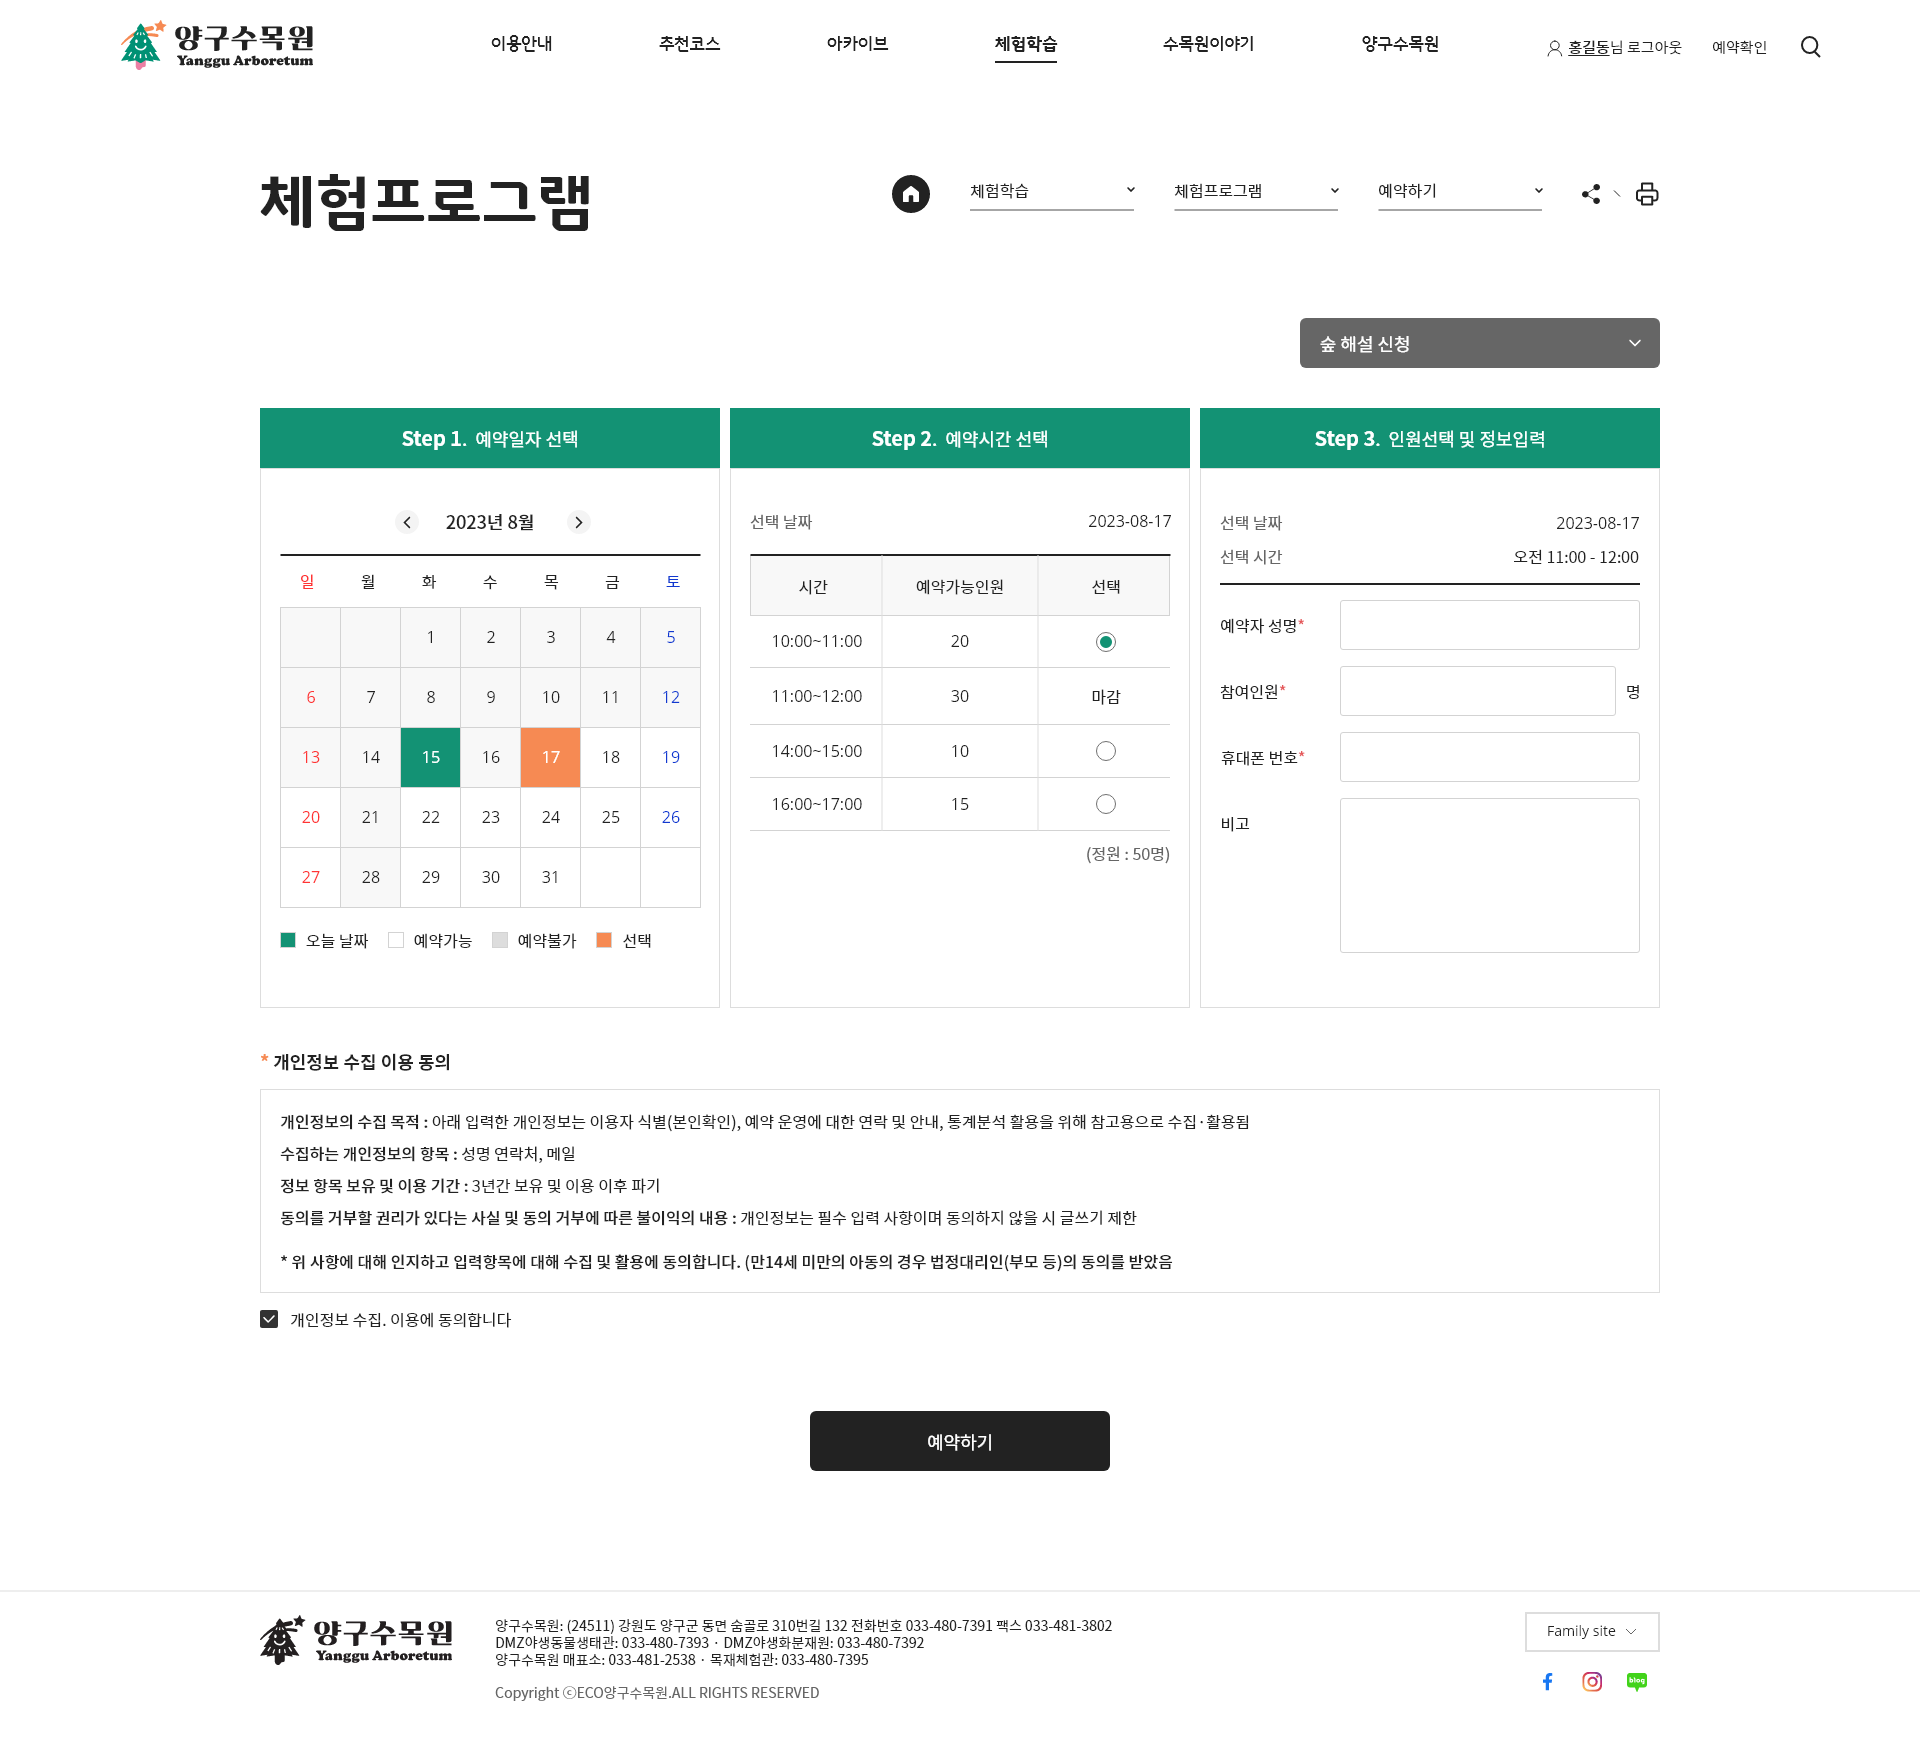 양구수목원
Yanggu Arboretum
이용안내 추천코스 아카이브 체험학습 수목원이야기 양구수목원
홍길동님 로그아웃 예약확인
체험프로그램
체험학습 체험프로그램 예약하기
숲 해설 신청
Step 1. 예약일자 선택
2023년 8월
일 월 화 수 목 금 토
1 2 3 4 5
6 7 8 9 10 11 12
13 14 15 16 17 18 19
20 21 22 23 24 25 26
27 28 29 30 31
오늘 날짜 예약가능 예약불가 선택
Step 2. 예약시간 선택
선택 날짜 2023-08-17
시간 예약가능인원 선택
10:00~11:00 20
11:00~12:00 30 마감
14:00~15:00 10
16:00~17:00 15
(정원 : 50명)
Step 3. 인원선택 및 정보입력
선택 날짜 2023-08-17
선택 시간 오전 11:00 - 12:00
예약자 성명*
참여인원* 명
휴대폰 번호*
비고
* 개인정보 수집 이용 동의
개인정보의 수집 목적 : 아래 입력한 개인정보는 이용자 식별(본인확인), 예약 운영에 대한 연락 및 안내, 통계분석 활용을 위해 참고용으로 수집·활용됨
수집하는 개인정보의 항목 : 성명 연락처, 메일
정보 항목 보유 및 이용 기간 : 3년간 보유 및 이용 이후 파기
동의를 거부할 권리가 있다는 사실 및 동의 거부에 따른 불이익의 내용 : 개인정보는 필수 입력 사항이며 동의하지 않을 시 글쓰기 제한
* 위 사항에 대해 인지하고 입력항목에 대해 수집 및 활용에 동의합니다. (만14세 미만의 아동의 경우 법정대리인(부모 등)의 동의를 받았음
개인정보 수집. 이용에 동의합니다
예약하기
양구수목원
Yanggu Arboretum
양구수목원: (24511) 강원도 양구군 동면 숨골로 310번길 132 전화번호 033-480-7391 팩스 033-481-3802
DMZ야생동물생태관: 033-480-7393 · DMZ야생화분재원: 033-480-7392
양구수목원 매표소: 033-481-2538 · 목재체험관: 033-480-7395
Copyright ⓒECO양구수목원.ALL RIGHTS RESERVED
Family site
blog